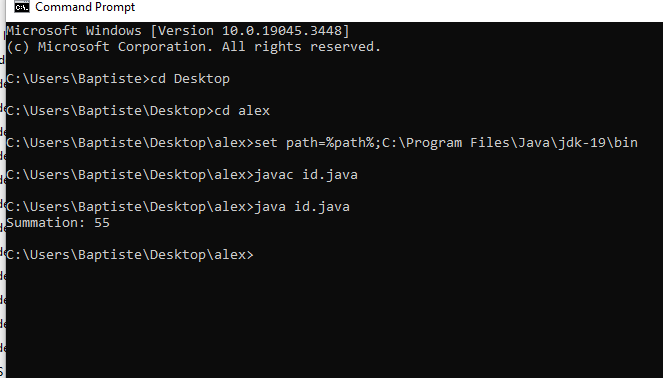 Command Prompt
Microsoft Windows [Version 10.0.19045.3448]
(c) Microsoft Corporation. All rights reserved.
C:\Users\Baptiste>cd Desktop
C:\Users\Baptiste\Desktop>cd alex
C:\Users\Baptiste\Desktop\alex>set path=%path%;C:\Program Files\Java\jdk-19\bin
C:\Users\Baptiste\Desktop\alex>javac id.java
C:\Users\Baptiste\Desktop\alex>java id.java
Summation: 55
C:\Users\Baptiste\Desktop\alex>